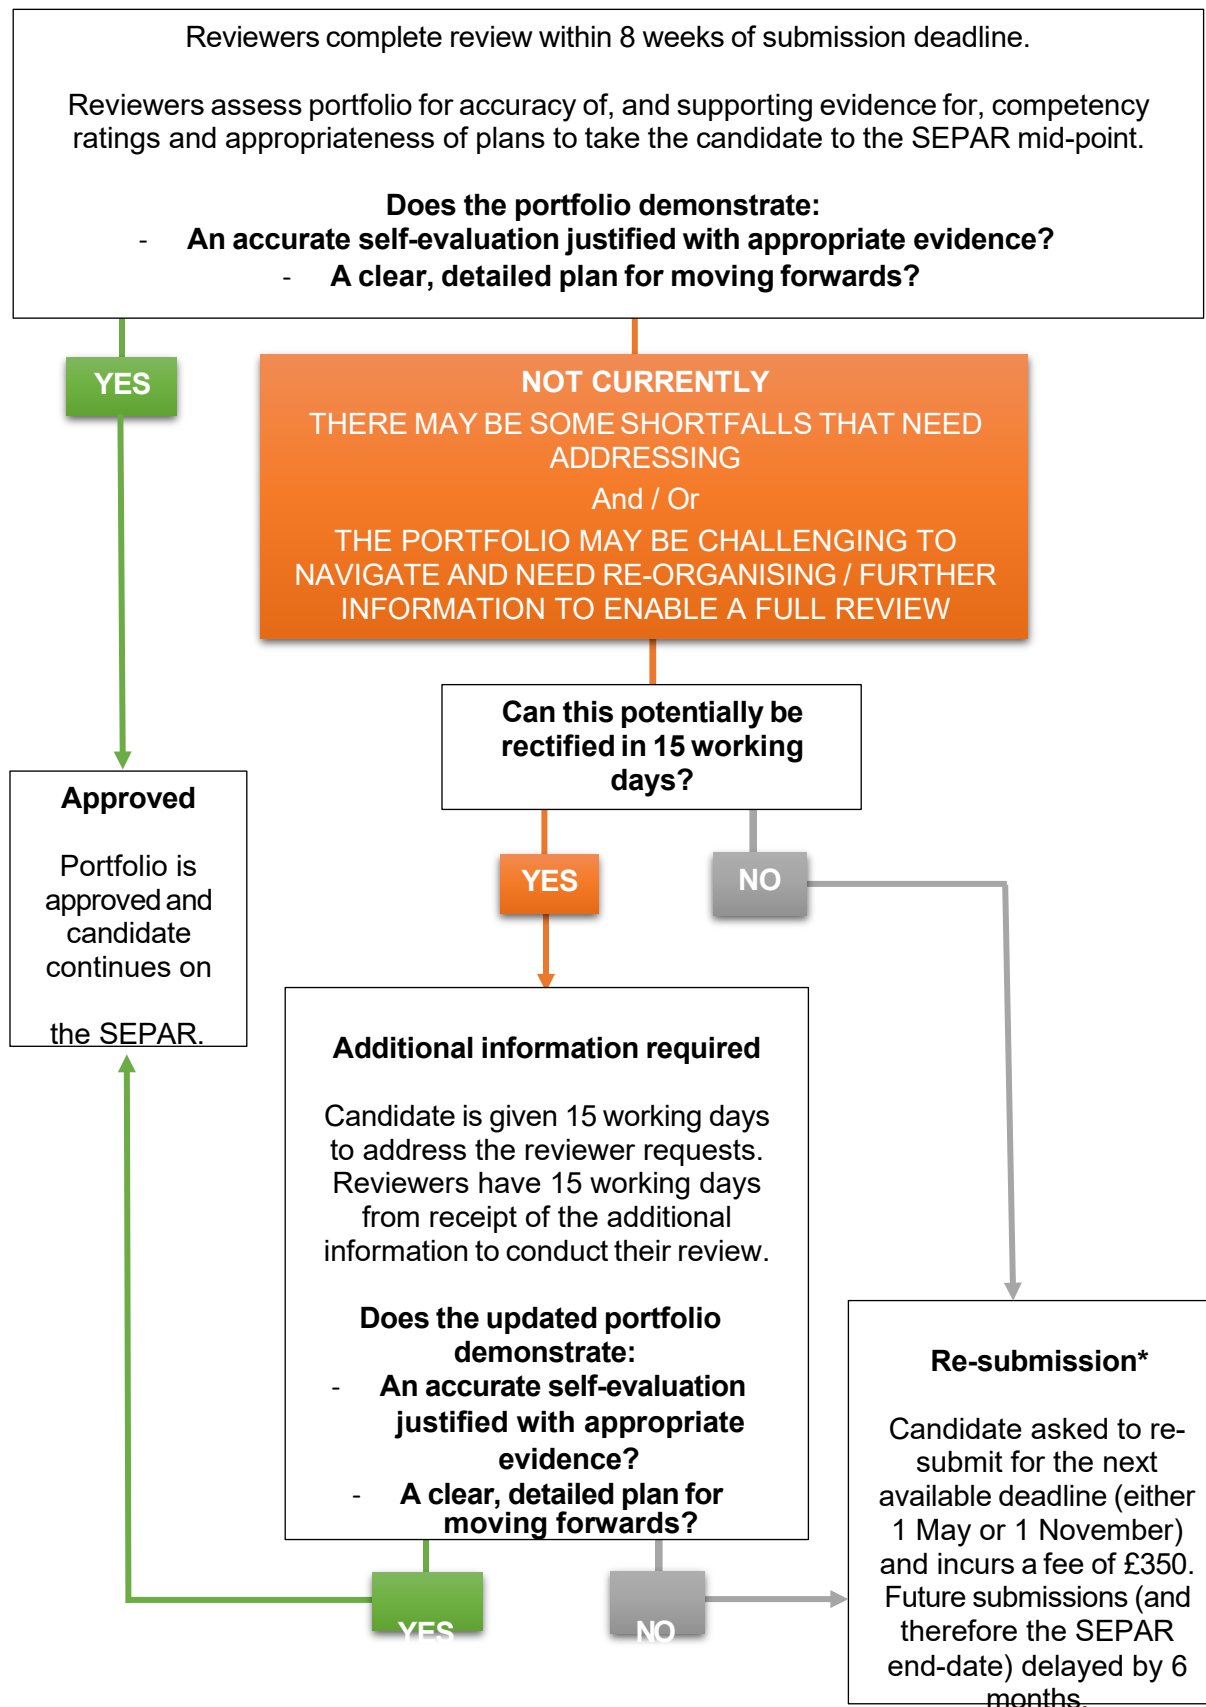 Reviewers complete review within 8 weeks of submission deadline.
Reviewers assess portfolio for accuracy of, and supporting evidence for, competency
ratings and appropriateness of plans to take the candidate to the SEPAR mid-point.
Does the portfolio demonstrate:
- An accurate self-evaluation justified with appropriate evidence?
- A clear, detailed plan for moving forwards?
YES
NOT CURRENTLY
THERE MAY BE SOME SHORTFALLS THAT NEED
ADDRESSING
And / Or
THE PORTFOLIO MAY BE CHALLENGING TO
NAVIGATE AND NEED RE-ORGANISING / FURTHER
INFORMATION TO ENABLE A FULL REVIEW
Can this potentially be
rectified in 15 working
days?
Approved
Portfolio is
approved and
candidate
continues on
the SEPAR.
YES
NO
Additional information required
Candidate is given 15 working days
to address the reviewer requests.
Reviewers have 15 working days
from receipt of the additional
information to conduct their review.
Does the updated portfolio
demonstrate:
- An accurate self-evaluation
justified with appropriate
evidence?
- A clear, detailed plan for
moving forwards?
YES
NO
Re-submission*
Candidate asked to re-
submit for the next
available deadline (either
1 May or 1 November)
and incurs a fee of £350.
Future submissions (and
therefore the SEPAR
end-date) delayed by 6
months.